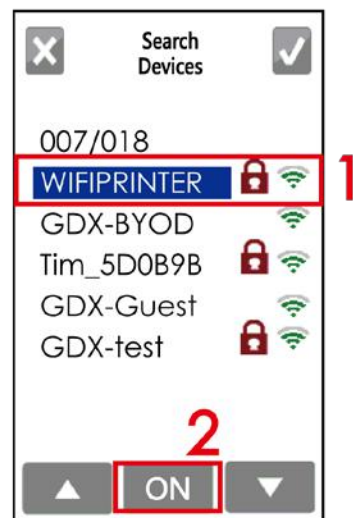 Search
Devices
007/018
WIFIPRINTER
1
GDX-BYOD
Tim_5D0B9B
GDX-Guest
GDX-test
2
ON